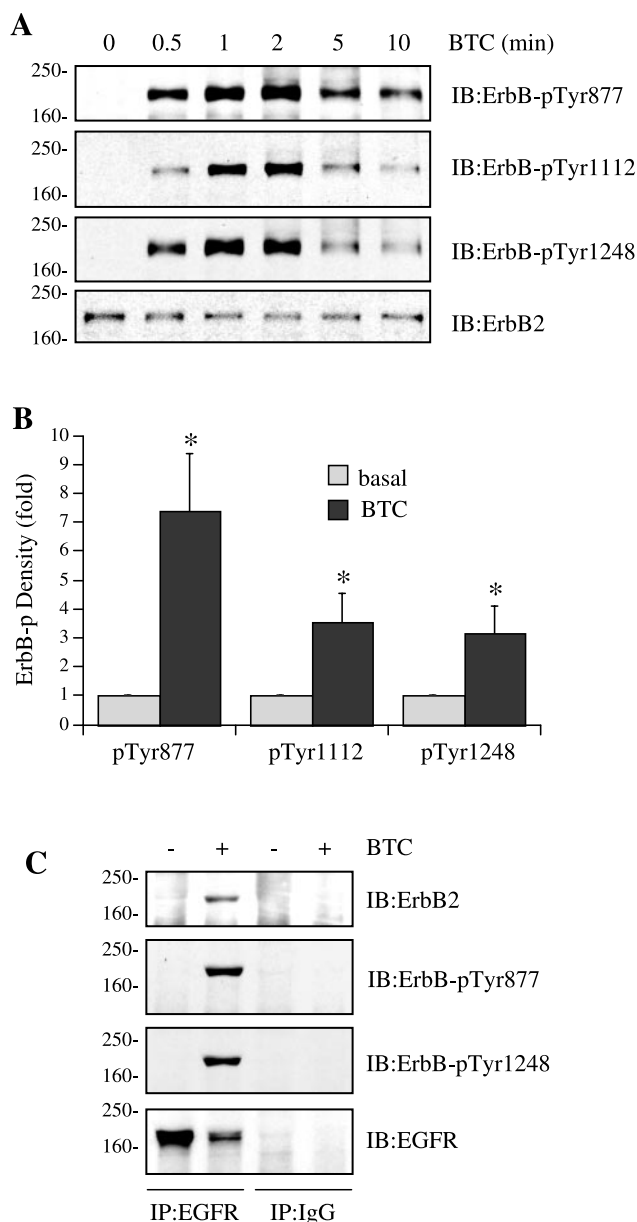 A
0 0.5 1 2 5 10 BTC (min)
250-
160-
IB:ErbB-pTyr877
250-
160-
IB:ErbB-pTyr1112
250-
160-
IB:ErbB-pTyr1248
250-
160-
IB:ErbB2
B
ErbB-p Density (fold)
10
9
8
7
6
5
4
3
2
1
0
*
*
*
basal
BTC
pTyr877 pTyr1112 pTyr1248
C
- + - + BTC
250-
160-
IB:ErbB2
250-
160-
IB:ErbB-pTyr877
250-
160-
IB:ErbB-pTyr1248
250-
160-
IB:EGFR
IP:EGFR IP:IgG